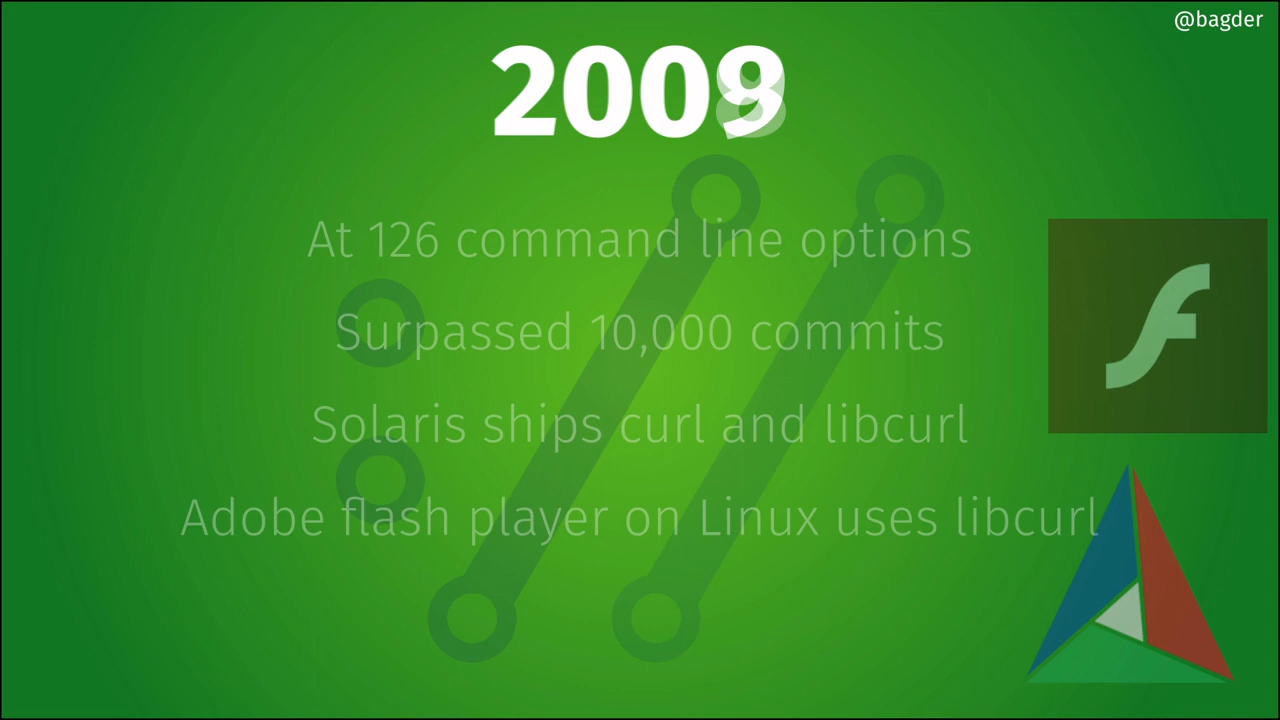 @bagder
2009
At 126 command line options
Surpassed 10,000 commits
Solaris ships curl and libcurl
Adobe flash player on Linux uses libcurl